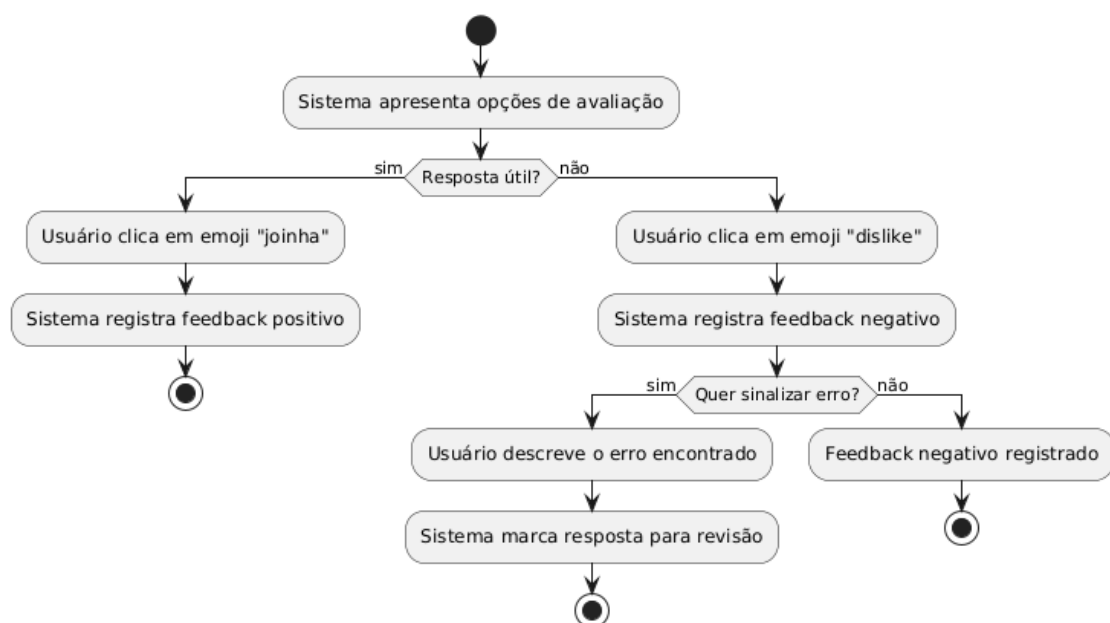 Sistema apresenta opções de avaliação
sim
Resposta útil?
não
Usuário clica em emoji "joinha"
Sistema registra feedback positivo
Usuário clica em emoji "dislike"
Sistema registra feedback negativo
sim
Quer sinalizar erro?
não
Usuário descreve o erro encontrado
Sistema marca resposta para revisão
Feedback negativo registrado